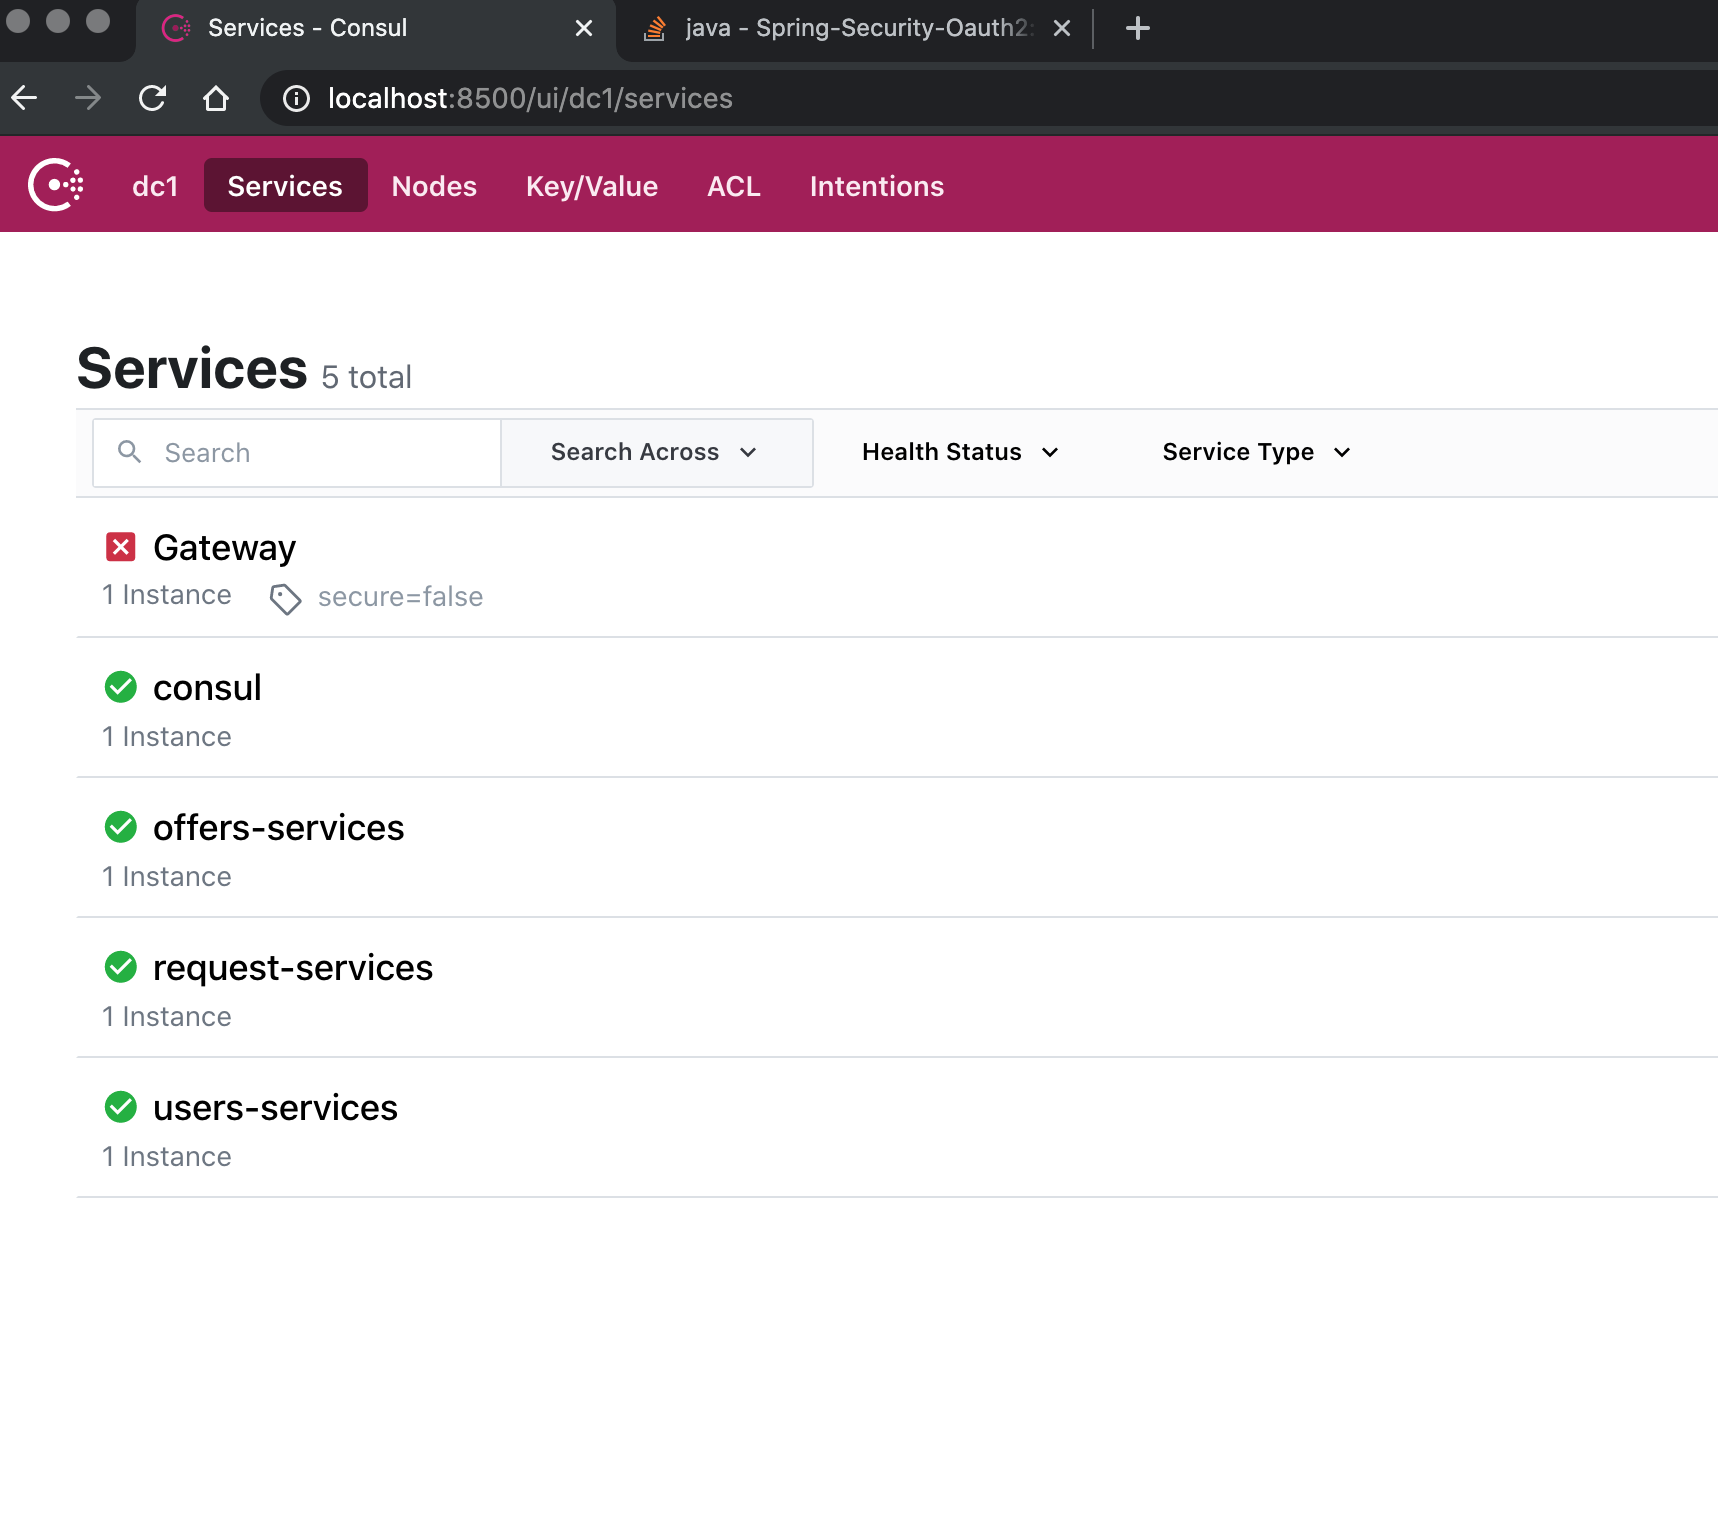 Services - Consul
java - Spring-Security-Oauth2:
localhost:8500/ui/dc1/services
dc1 Services Nodes Key/Value ACL Intentions
Services 5 total
Search Search Across Health Status Service Type
Gateway
1 Instance secure=false
consul
1 Instance
offers-services
1 Instance
request-services
1 Instance
users-services
1 Instance